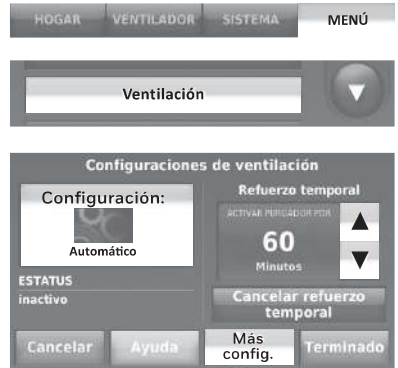 HOGAR VENTILADOR SISTEMA MENÚ
Ventilación
Configuraciones de ventilación
Configuración:
Automático
Refuerzo temporal
ACTIVAR PURGADOR POR
60
Minutos
ESTATUS
inactivo
Cancelar refuerzo
temporal
Cancelar Ayuda Más config. Terminado